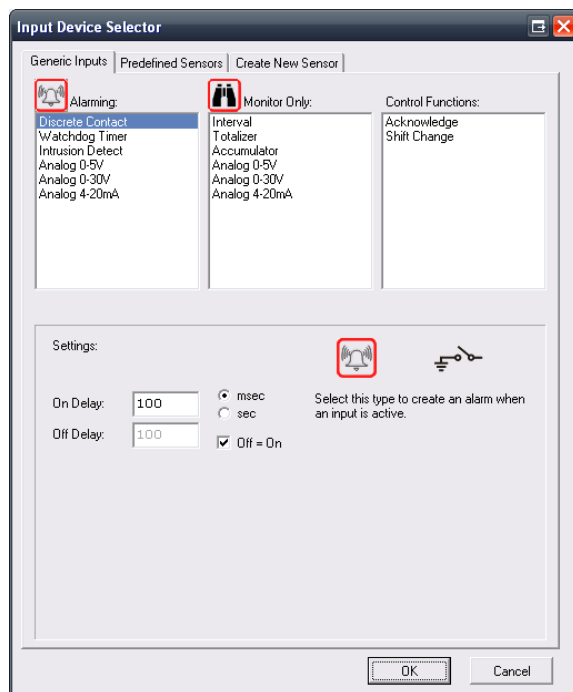 Input Device Selector
Generic Inputs
Predefined Sensors
Create New Sensor
Alarming:
Discrete Contact
Watchdog Timer
Intrusion Detect
Analog 0-5V
Analog 0-30V
Analog 4-20mA
Monitor Only:
Interval
Totalizer
Accumulator
Analog 0-5V
Analog 0-30V
Analog 4-20mA
Control Functions:
Acknowledge
Shift Change
Settings:
On Delay:
100
msec
sec
Off Delay:
100
Off = On
Select this type to create an alarm when
an input is active.
OK
Cancel